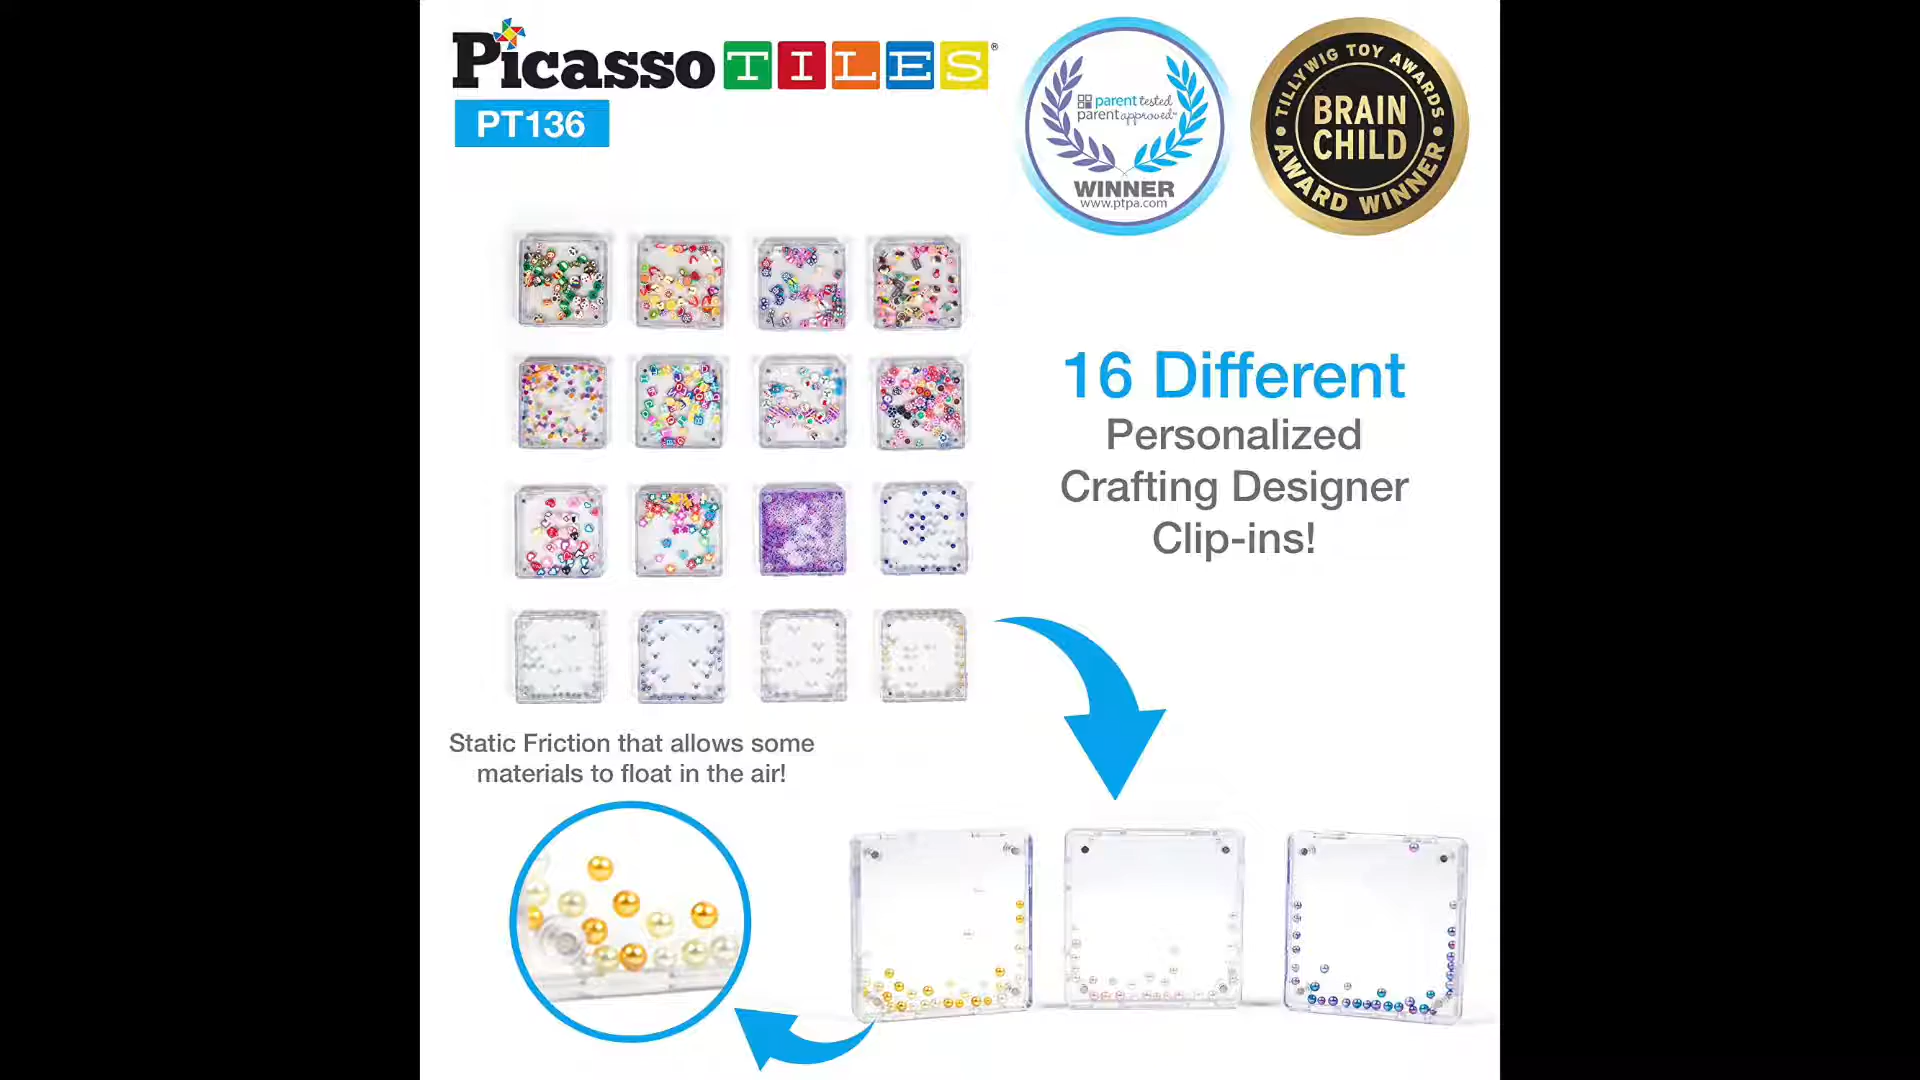 Picasso TILES®
PT136
parent tested
parent approved™
WINNER
www.ptpa.com
TILLYWIG TOY AWARDS
BRAIN
CHILD
AWARD WINNER
16 Different
Personalized
Crafting Designer
Clip-ins!
Static Friction that allows some
materials to float in the air!